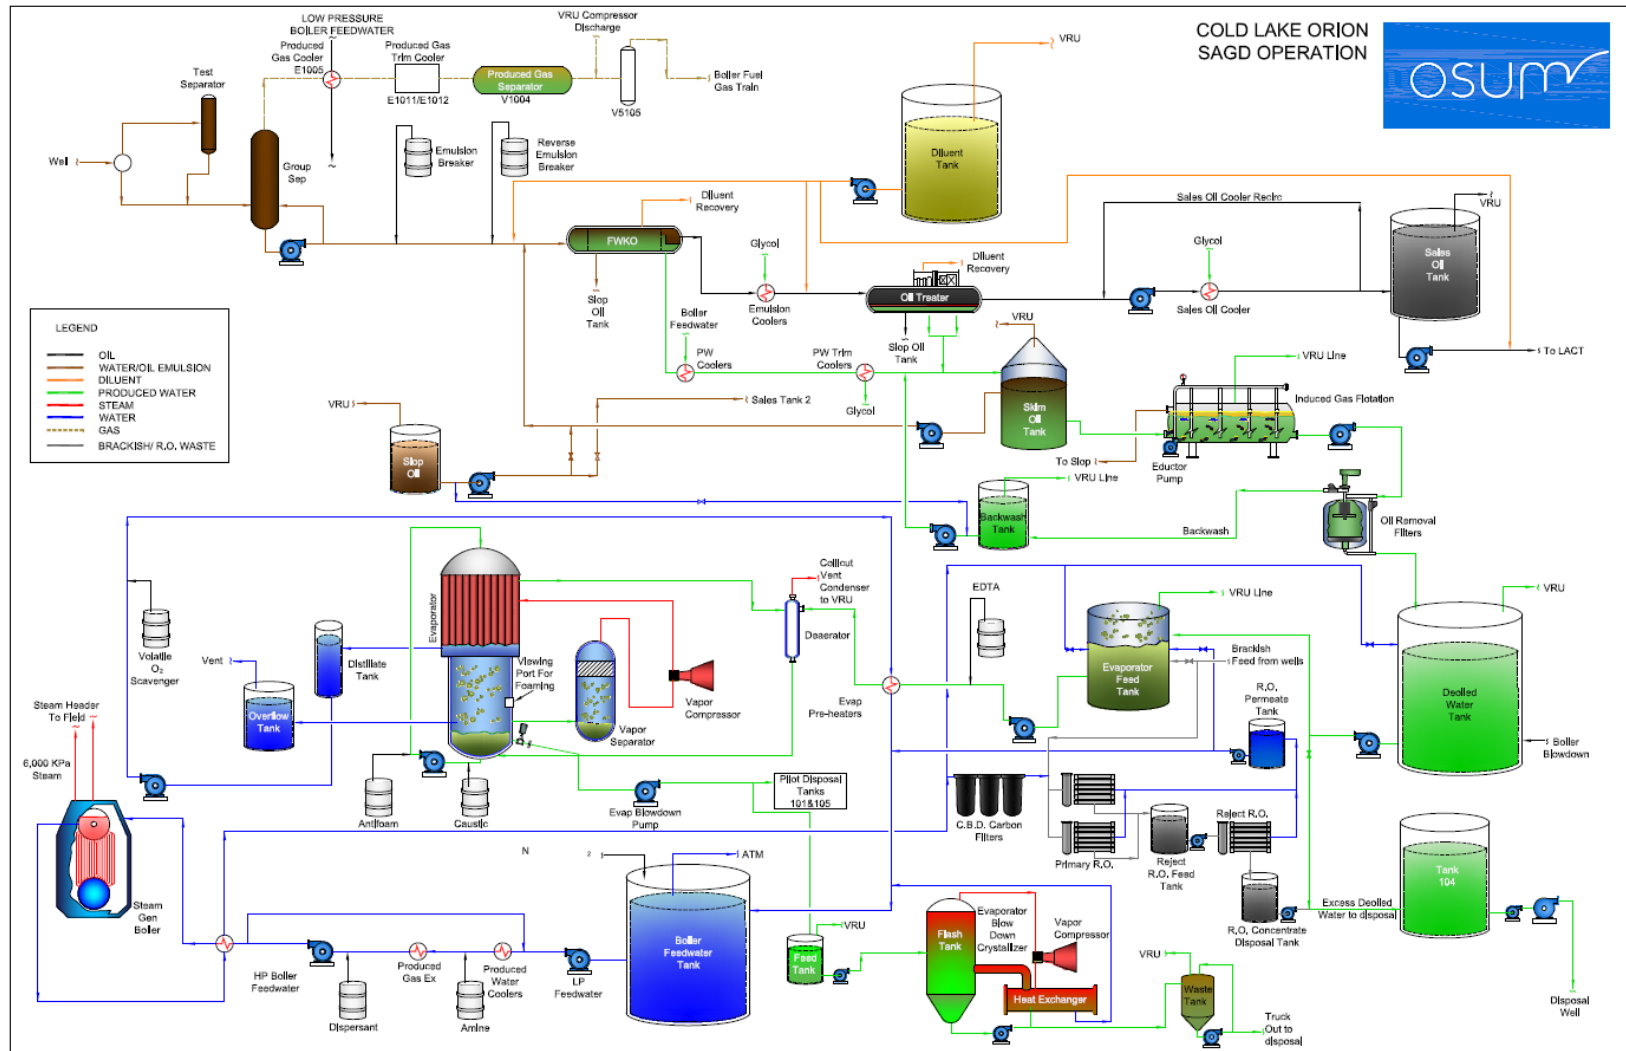 LOW PRESSURE
BOILER FEEDWATER
Produced
Gas Cooler
E1005
Produced Gas
Trim Cooler
E1011/E1012
VRU Compressor
Discharge
Produced Gas
Separator
V1004
V5105
Boiler Fuel
Gas Train
VRU
COLD LAKE ORION
SAGD OPERATION
OSUM
Test
Separator
Well
Group
Sep
Emulsion
Breaker
Reverse
Emulsion
Breaker
Diluent
Tank
Diluent
Recovery
FWKO
Slop
Oil
Tank
Glycol
Emulsion
Coolers
Diluent
Recovery
Oil Treater
Slop Oil
Tank
Sales Oil Cooler Recirc
Glycol
Sales Oil Cooler
VRU
Sales
Oil
Tank
To LACT
LEGEND
OIL
WATER/OIL EMULSION
DILUENT
PRODUCED WATER
STEAM
WATER
GAS
BRACKISH/ R.O. WASTE
Boiler
Feedwater
PW
Coolers
PW Trim
Coolers
Glycol
VRU
Skim
Oil
Tank
VRU Line
Induced Gas Flotation
To Slop
Eductor
Pump
VRU
Slop
Oil
Sales Tank 2
VRU Line
Backwash
Tank
Backwash
Oil Removal
Filters
Volatile
O2
Scavenger
Vent
Distillate
Tank
Overflow
Tank
Evaporator
Viewing
Port For
Foaming
Vapor
Separator
Vapor
Compressor
Collcut
Vent
Condenser
to VRU
Deaerator
Evap
Pre-heaters
EDTA
VRU Line
Evaporator
Feed
Tank
Brackish
Feed from wells
R.O.
Permeate
Tank
VRU
Deoiled
Water
Tank
Boiler
Blowdown
Steam Header
To Field
6,000 KPa
Steam
Steam
Gen
Boiler
Antifoam
Caustic
Evap Blowdown
Pump
Pilot Disposal
Tanks
101&105
C.B.D. Carbon
Filters
Primary R.O.
Reject
R.O. Feed
Tank
Reject R.O.
R.O. Concentrate
Disposal Tank
Excess Deoiled
Water to disposal
Tank
104
Disposal
Well
N
2
ATM
Boiler
Feedwater
Tank
HP Boiler
Feedwater
Dispersant
Produced
Gas Ex
Amine
Produced
Water
Coolers
LP
Feedwater
VRU
Feed
Tank
Flash
Tank
Evaporator
Blow
Down
Crystallizer
Vapor
Compressor
Heat Exchanger
VRU
Waste
Tank
Truck
Out to
disposal